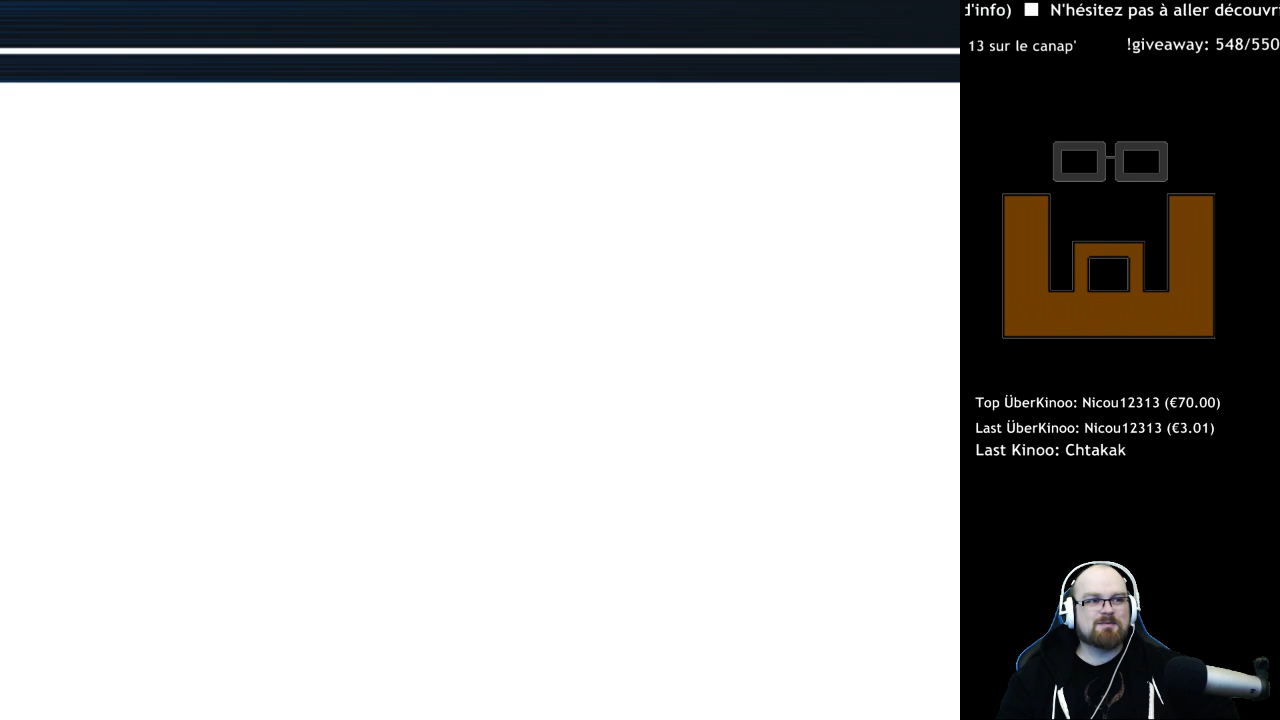 d'info) N'hésitez pas à aller découvr
13 sur le canap' !giveaway: 548/550
Top ÜberKinoo: Nicou12313 (€70.00)
Last ÜberKinoo: Nicou12313 (€3.01)
Last Kinoo: Chtakak